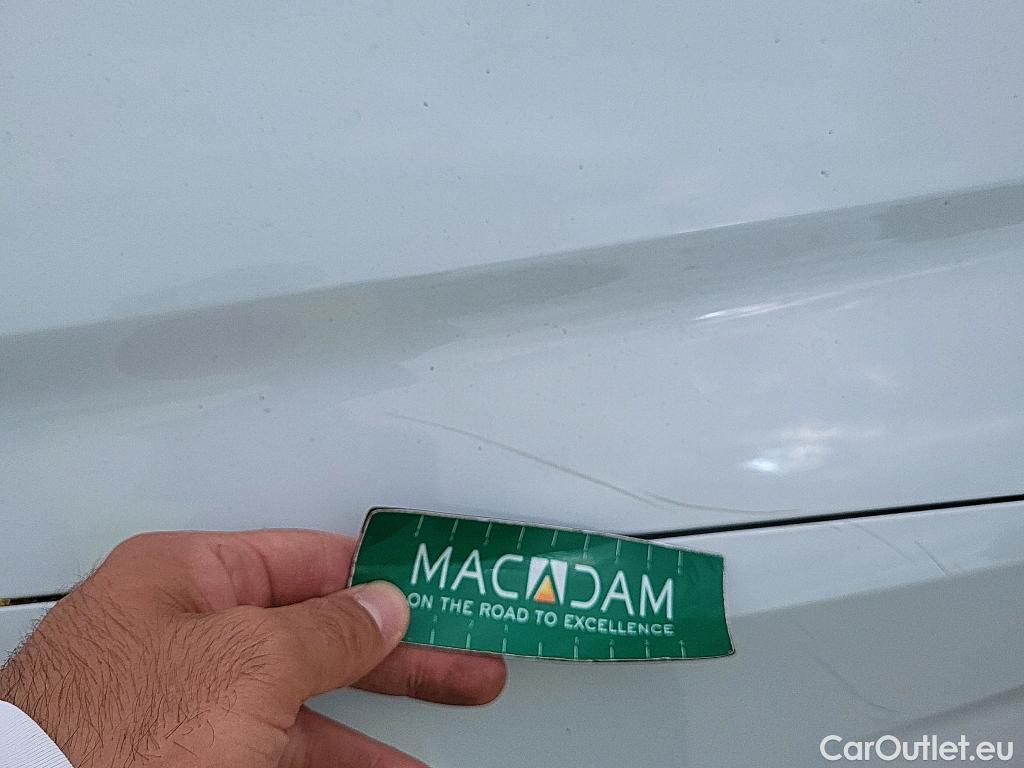 MACADAM
ON THE ROAD TO EXCELLENCE
CarOutlet.eu